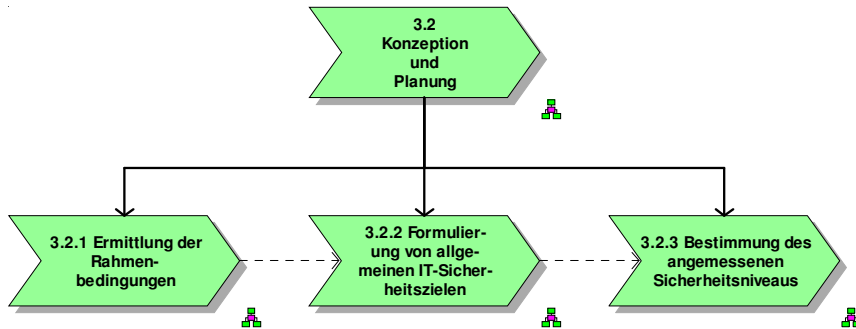 3.2
Konzeption
und
Planung
3.2.1 Ermittlung der
Rahmen-
bedingungen
3.2.2 Formulier-
ung von allge-
meinen IT-Sicher-
heitszielen
3.2.3 Bestimmung des
angemessenen
Sicherheitsniveaus